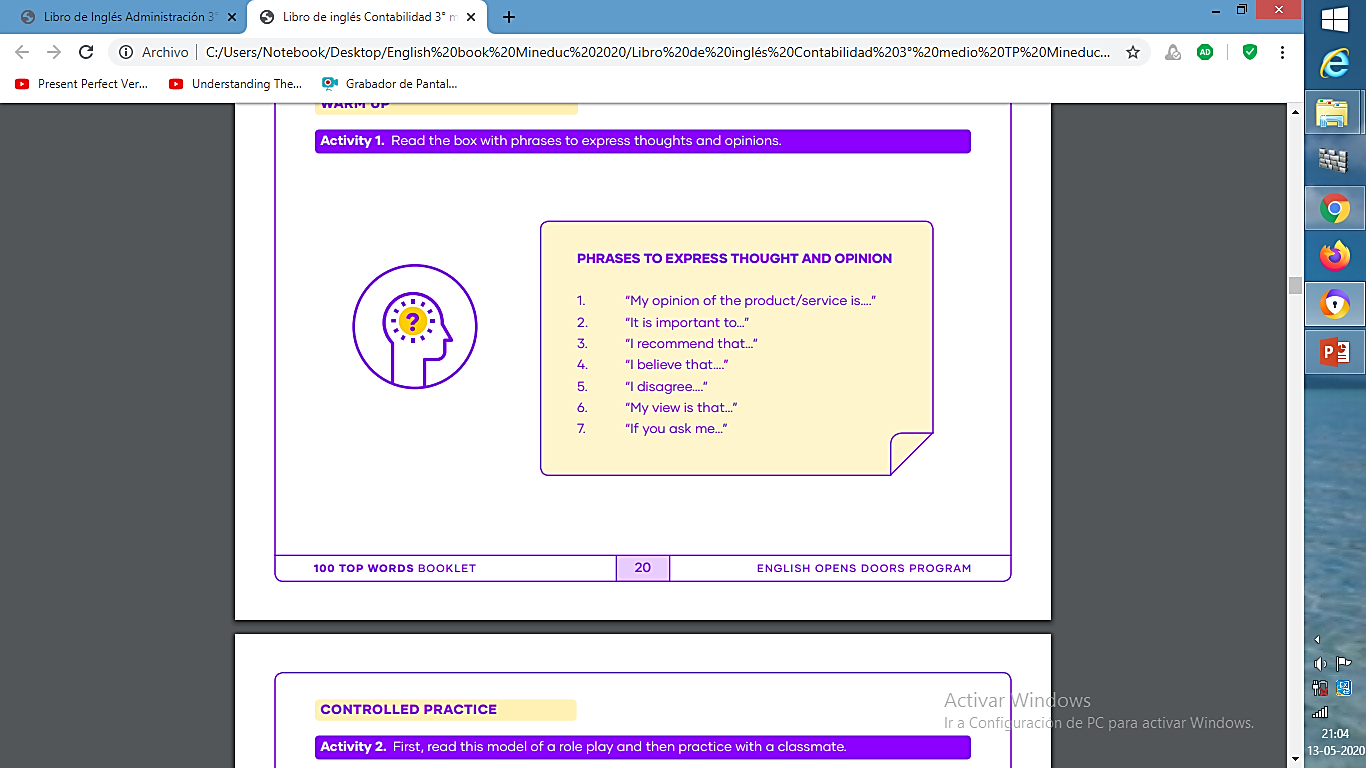 Libro de Inglés Administración 3°
Libro de inglés Contabilidad 3° m
Archivo
C:/Users/Notebook/Desktop/English%20book%20Mineduc%202020/Libro%20de%20inglés%20Contabilidad%203°%20medio%20TP%20Mineduc...
AD
Present Perfect Ver...
Understanding The...
Grabador de Pantal...
WARM UP
Activity 1. Read the box with phrases to express thoughts and opinions.
?
PHRASES TO EXPRESS THOUGHT AND OPINION
1. "My opinion of the product/service is...."
2. "It is important to..."
3. "I recommend that..."
4. "I believe that...."
5. "I disagree...."
6. "My view is that..."
7. "If you ask me..."
100 TOP WORDS BOOKLET
20
ENGLISH OPENS DOORS PROGRAM
CONTROLLED PRACTICE
Activity 2. First, read this model of a role play and then practice with a classmate.
Activar Windows
Ir a Configuración de PC para activar Windows.
21:04
13-05-2020